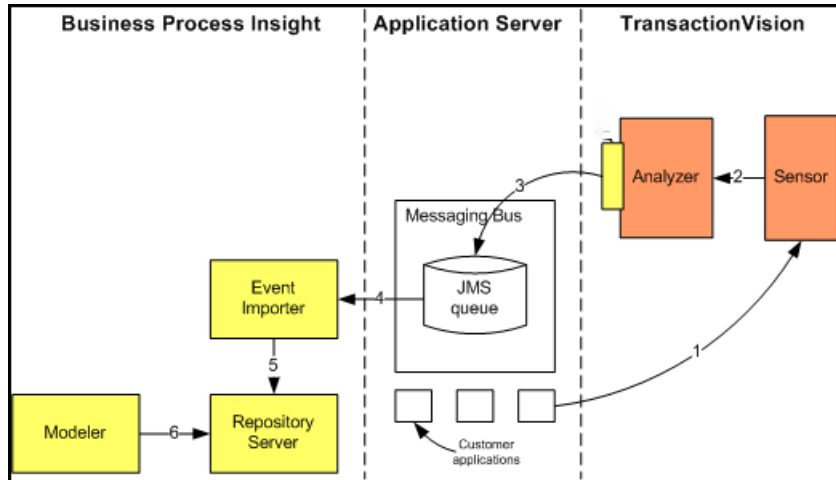 Business Process Insight
Application Server
TransactionVision
Analyzer
2
Sensor
3
Messaging Bus
JMS
queue
Event
Importer
4
1
5
Modeler
6
Repository
Server
Customer
applications